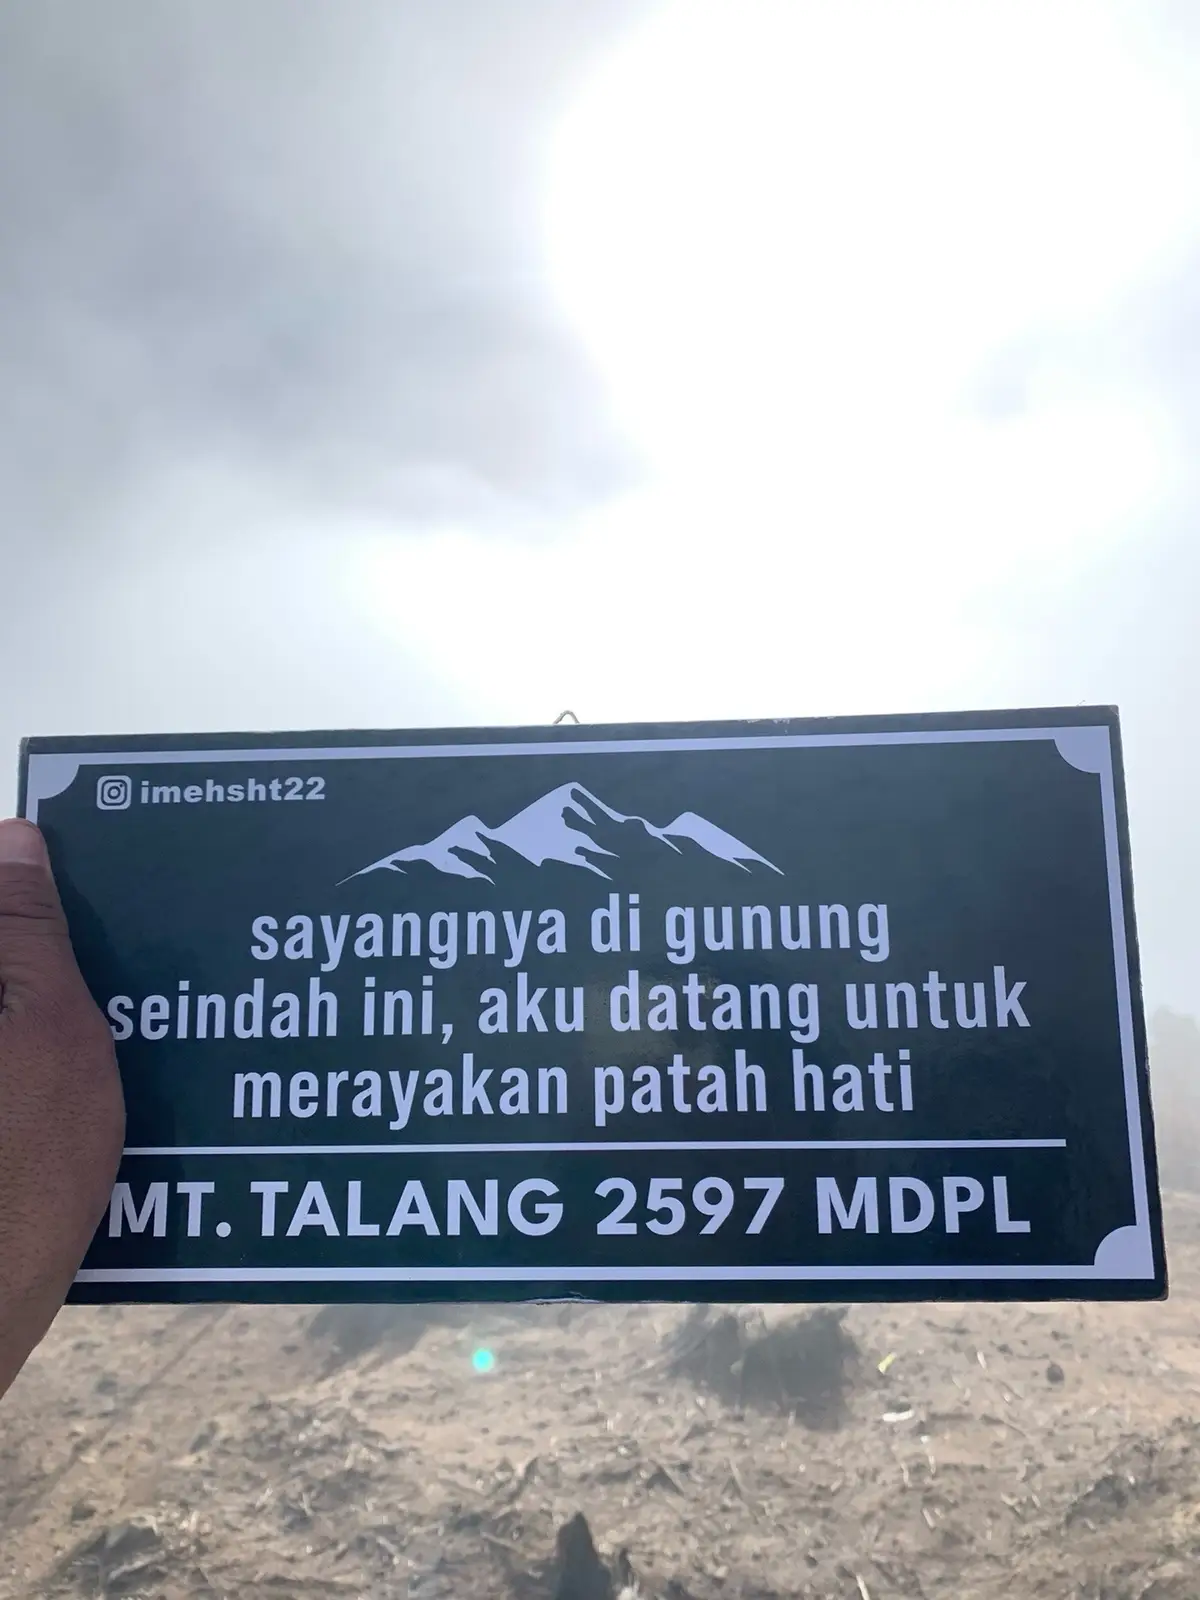 imehsht22
sayangnya di gunung
seindah ini, aku datang untuk
merayakan patah hati
MT. TALANG 2597 MDPL